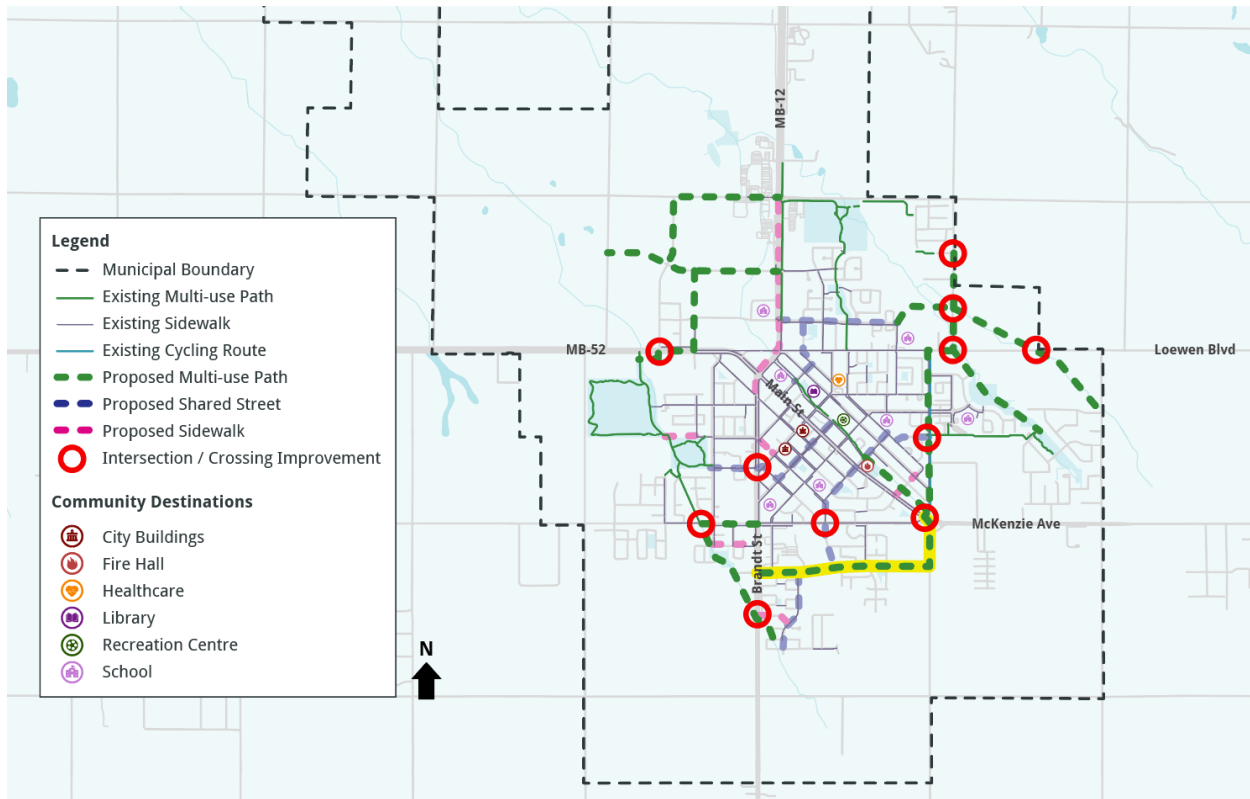 MB-12
Legend
Municipal Boundary
Existing Multi-use Path
Existing Sidewalk
Existing Cycling Route
Proposed Multi-use Path
Proposed Shared Street
Proposed Sidewalk
Intersection / Crossing Improvement
Community Destinations
City Buildings
Fire Hall
Healthcare
Library
Recreation Centre
School
MB-52
Loewen Blvd
Main St
McKenzie Ave
Brandt St
N